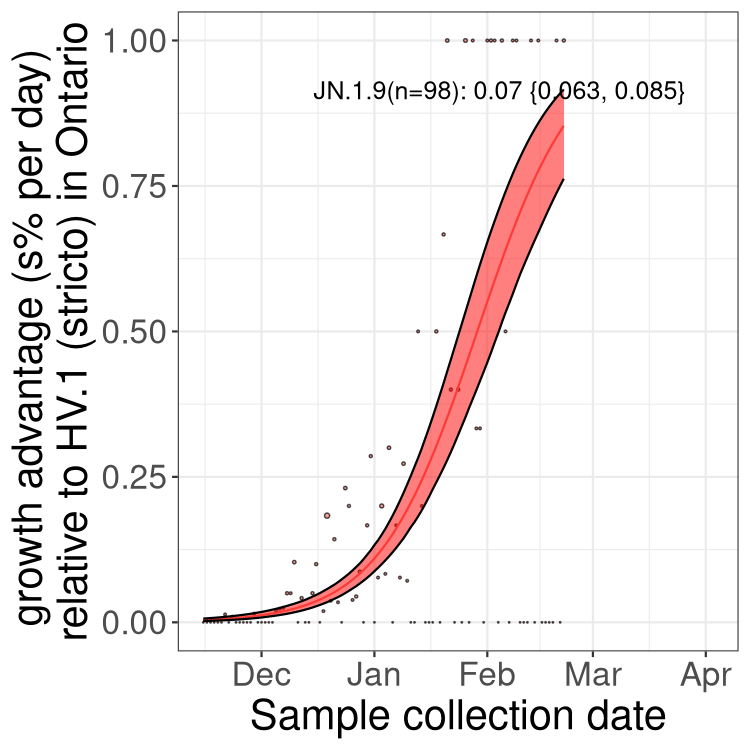 growth advantage (s% per day)
relative to HV.1 (stricto) in Ontario
1.00
0.75
0.50
0.25
0.00
JN.1.9(n=98): 0.07 {0.063, 0.085}
Dec Jan Feb Mar Apr
Sample collection date